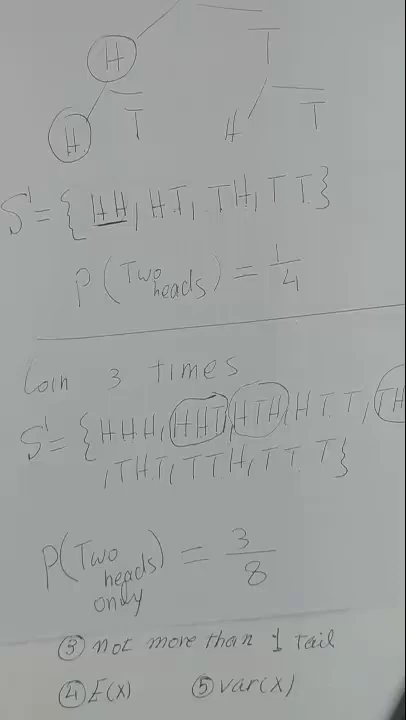 T
H
H T H T
S = { HH, HT, TH, TT }
P(Two heads) = 1/4
Coin 3 times
S = { HHH, HHT, HTH, HTT, TH
, THT, TTH, TTT }
P(Two heads only) = 3/8
③ not more than 1 tail
④ E(X) ⑤ var(X)